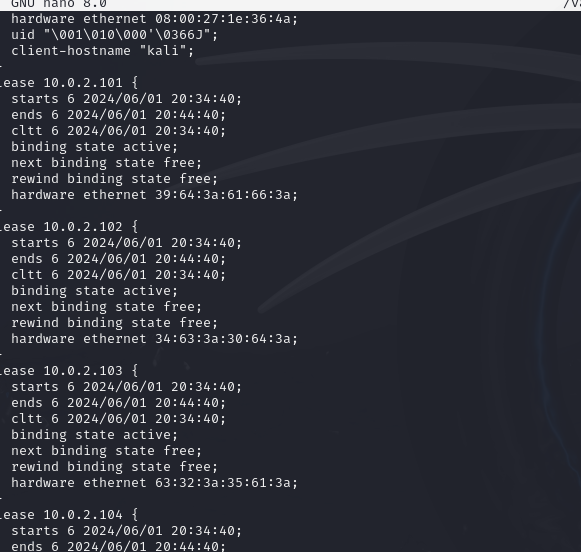 GNU nano 8.0 /v
hardware ethernet 08:00:27:1e:36:4a;
uid "\001\010\000'\0366J";
client-hostname "kali";
ease 10.0.2.101 {
starts 6 2024/06/01 20:34:40;
ends 6 2024/06/01 20:44:40;
cltt 6 2024/06/01 20:34:40;
binding state active;
next binding state free;
rewind binding state free;
hardware ethernet 39:64:3a:61:66:3a;
ease 10.0.2.102 {
starts 6 2024/06/01 20:34:40;
ends 6 2024/06/01 20:44:40;
cltt 6 2024/06/01 20:34:40;
binding state active;
next binding state free;
rewind binding state free;
hardware ethernet 34:63:3a:30:64:3a;
ease 10.0.2.103 {
starts 6 2024/06/01 20:34:40;
ends 6 2024/06/01 20:44:40;
cltt 6 2024/06/01 20:34:40;
binding state active;
next binding state free;
rewind binding state free;
hardware ethernet 63:32:3a:35:61:3a;
ease 10.0.2.104 {
starts 6 2024/06/01 20:34:40;
ends 6 2024/06/01 20:44:40;